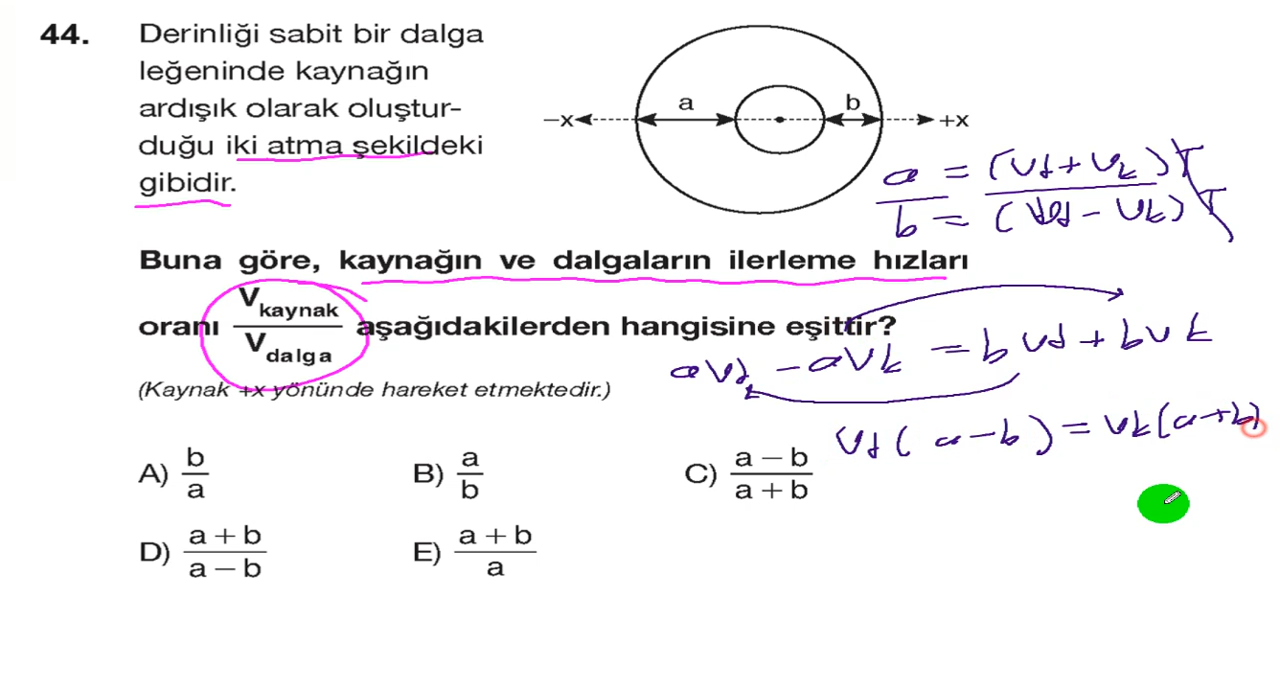 44. Derinliği sabit bir dalga
leğeninde kaynağın
ardışık olarak oluştur-
duğu iki atma şekildeki
gibidir.
a b
–x +x
a = (Vd + Vk) T
b = (Vd - Vk) T
Buna göre, kaynağın ve dalgaların ilerleme hızları
oranı V kaynak / V dalga aşağıdakilerden hangisine eşittir?
aVd - aVk = bVd + bVk
(Kaynak +x yönünde hareket etmektedir.)
Vd (a-b) = Vk (a+b)
A) b/a B) a/b C) a – b / a + b
D) a + b / a – b E) a + b / a